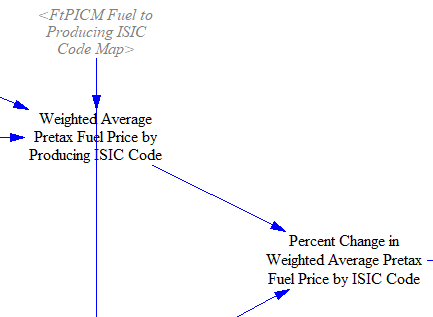 <FtPICM Fuel to
Producing ISIC
Code Map>
Weighted Average
Pretax Fuel Price by
Producing ISIC Code
Percent Change in
Weighted Average Pretax
Fuel Price by ISIC Code